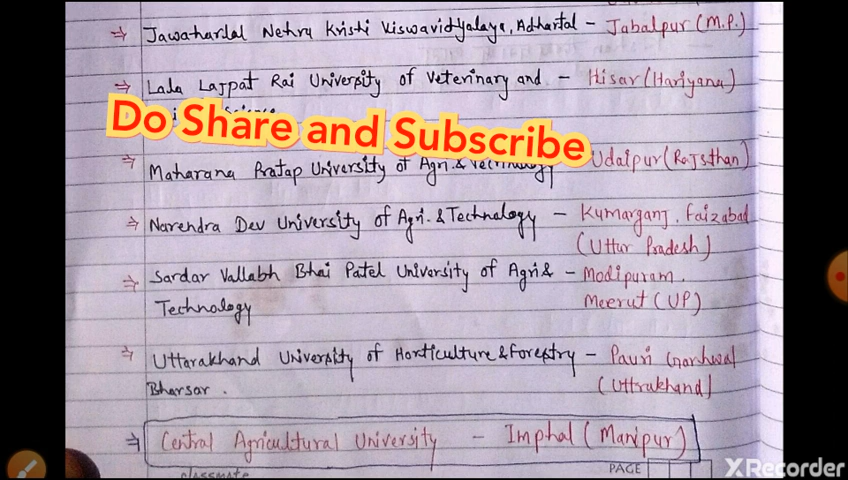 ⇒ Jawaharlal Nehru Kristi Viswavidyalaya, Adhartal - Jabalpur (M.P.)
⇒ Lala Lajpat Rai University of Veterinary and - Hisar (Hariyana)
Do Share and Subscribe
⇒ Maharana Pratap University of Agri. & Technology Udaipur (Rajsthan)
⇒ Narendra Dev University of Agri. & Technology - Kumarganj. Faizabad
(Uttur Pradesh)
⇒ Sardar Vallabh Bhai Patel University of Agri & - Modipuram.
Technology Meerut (UP)
⇒ Uttarakhand University of Horticulture & Forestry - Pauri Garhwal
Bharsar. (Uttrakhand)
⇒ Central Agricultural University - Imphal (Manipur)
classmate PAGE
XRecorder